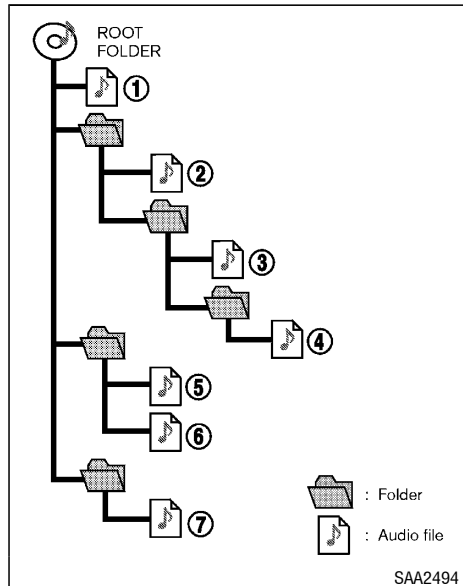 ROOT
FOLDER
①
②
③
④
⑤
⑥
⑦
: Folder
: Audio file
SAA2494